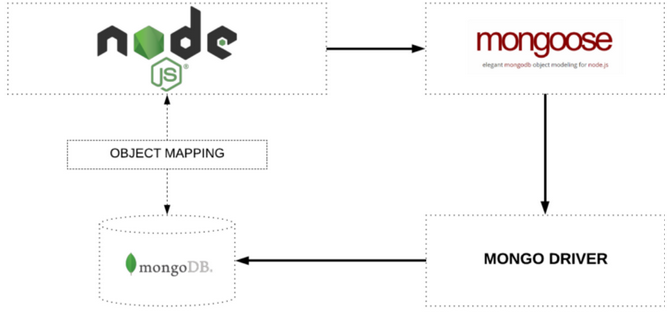 node
JS
mongoose
elegant mongodb object modeling for node.js
OBJECT MAPPING
mongoDB.
MONGO DRIVER